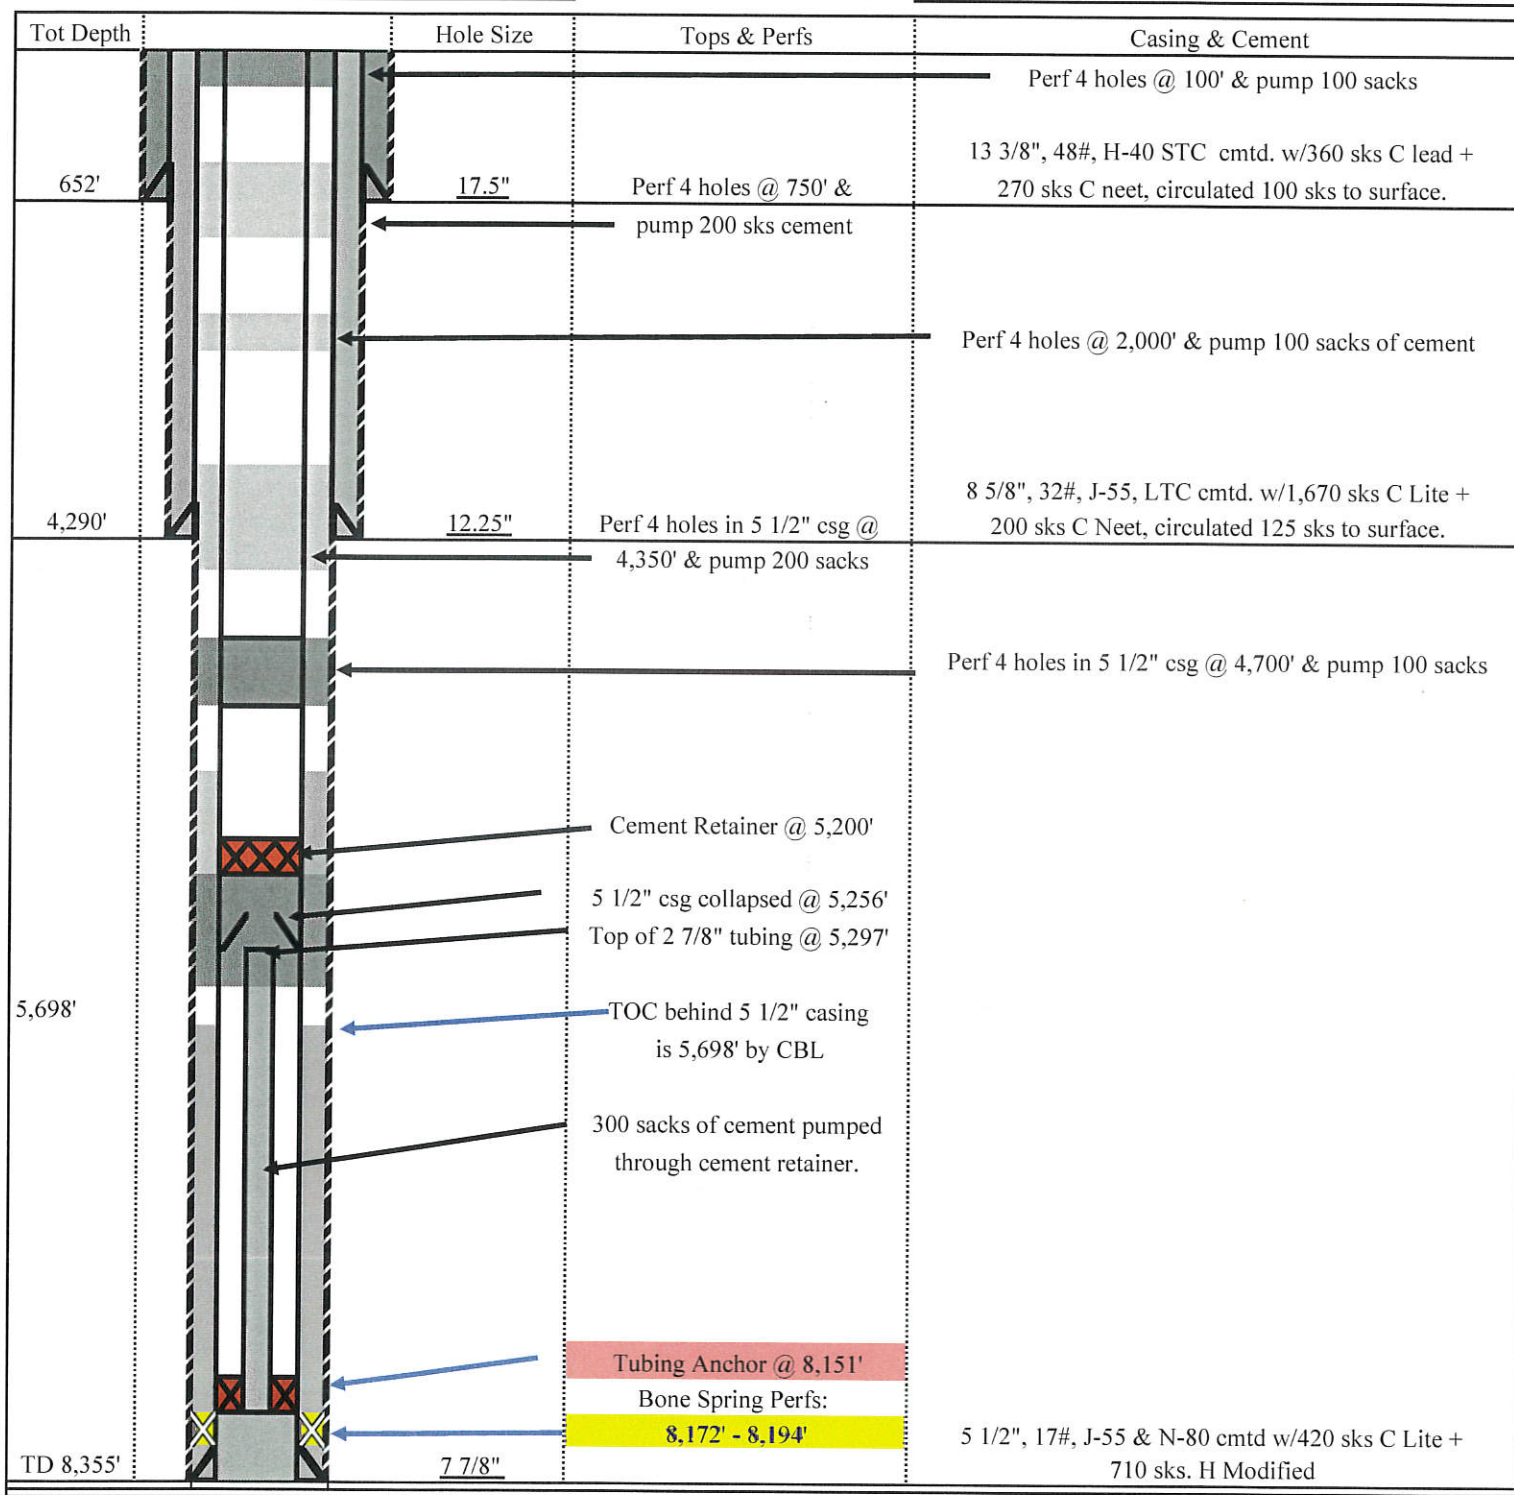 Tot Depth Hole Size Tops & Perfs Casing & Cement
Perf 4 holes @ 100' & pump 100 sacks
13 3/8", 48#, H-40 STC cmtd. w/360 sks C lead +
652' 17.5" Perf 4 holes @ 750' & 270 sks C neet, circulated 100 sks to surface.
pump 200 sks cement
Perf 4 holes @ 2,000' & pump 100 sacks of cement
8 5/8", 32#, J-55, LTC cmtd. w/1,670 sks C Lite +
4,290' 12.25" Perf 4 holes in 5 1/2" csg @ 200 sks C Neet, circulated 125 sks to surface.
4,350' & pump 200 sacks
Perf 4 holes in 5 1/2" csg @ 4,700' & pump 100 sacks
Cement Retainer @ 5,200'
5 1/2" csg collapsed @ 5,256'
Top of 2 7/8" tubing @ 5,297'
5,698' TOC behind 5 1/2" casing
is 5,698' by CBL
300 sacks of cement pumped
through cement retainer.
Tubing Anchor @ 8,151'
Bone Spring Perfs:
8,172' - 8,194' 5 1/2", 17#, J-55 & N-80 cmtd w/420 sks C Lite +
TD 8,355' 7 7/8" 710 sks. H Modified